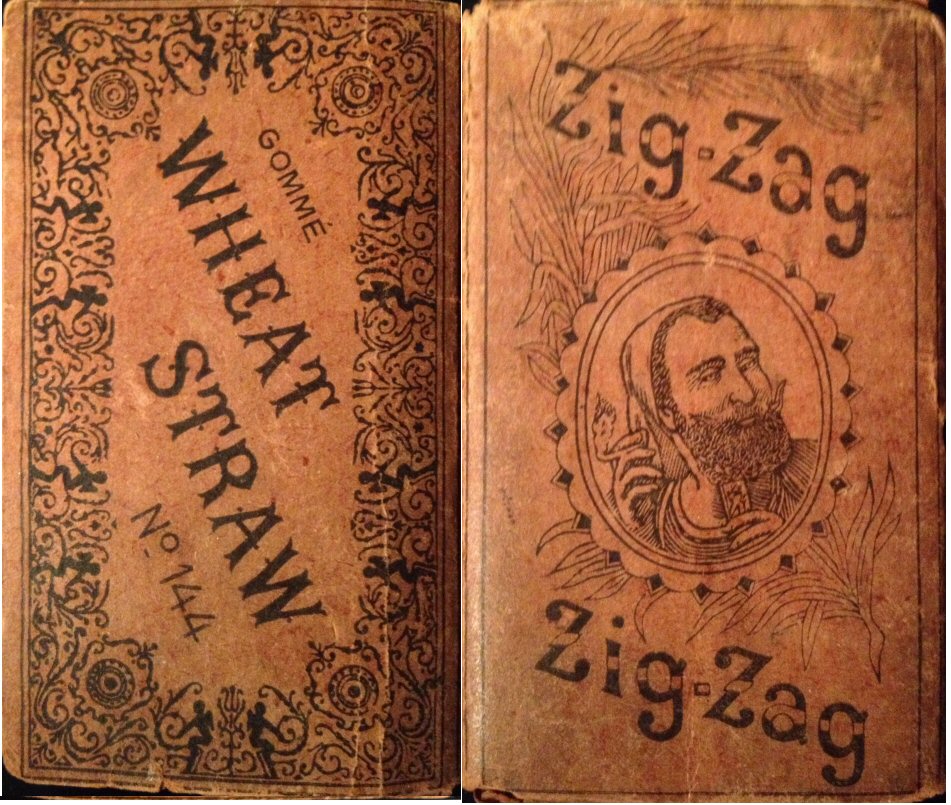 GOMMÉ
WHEAT
STRAW
Nº 144
Zig-Zag
Zig-Zag